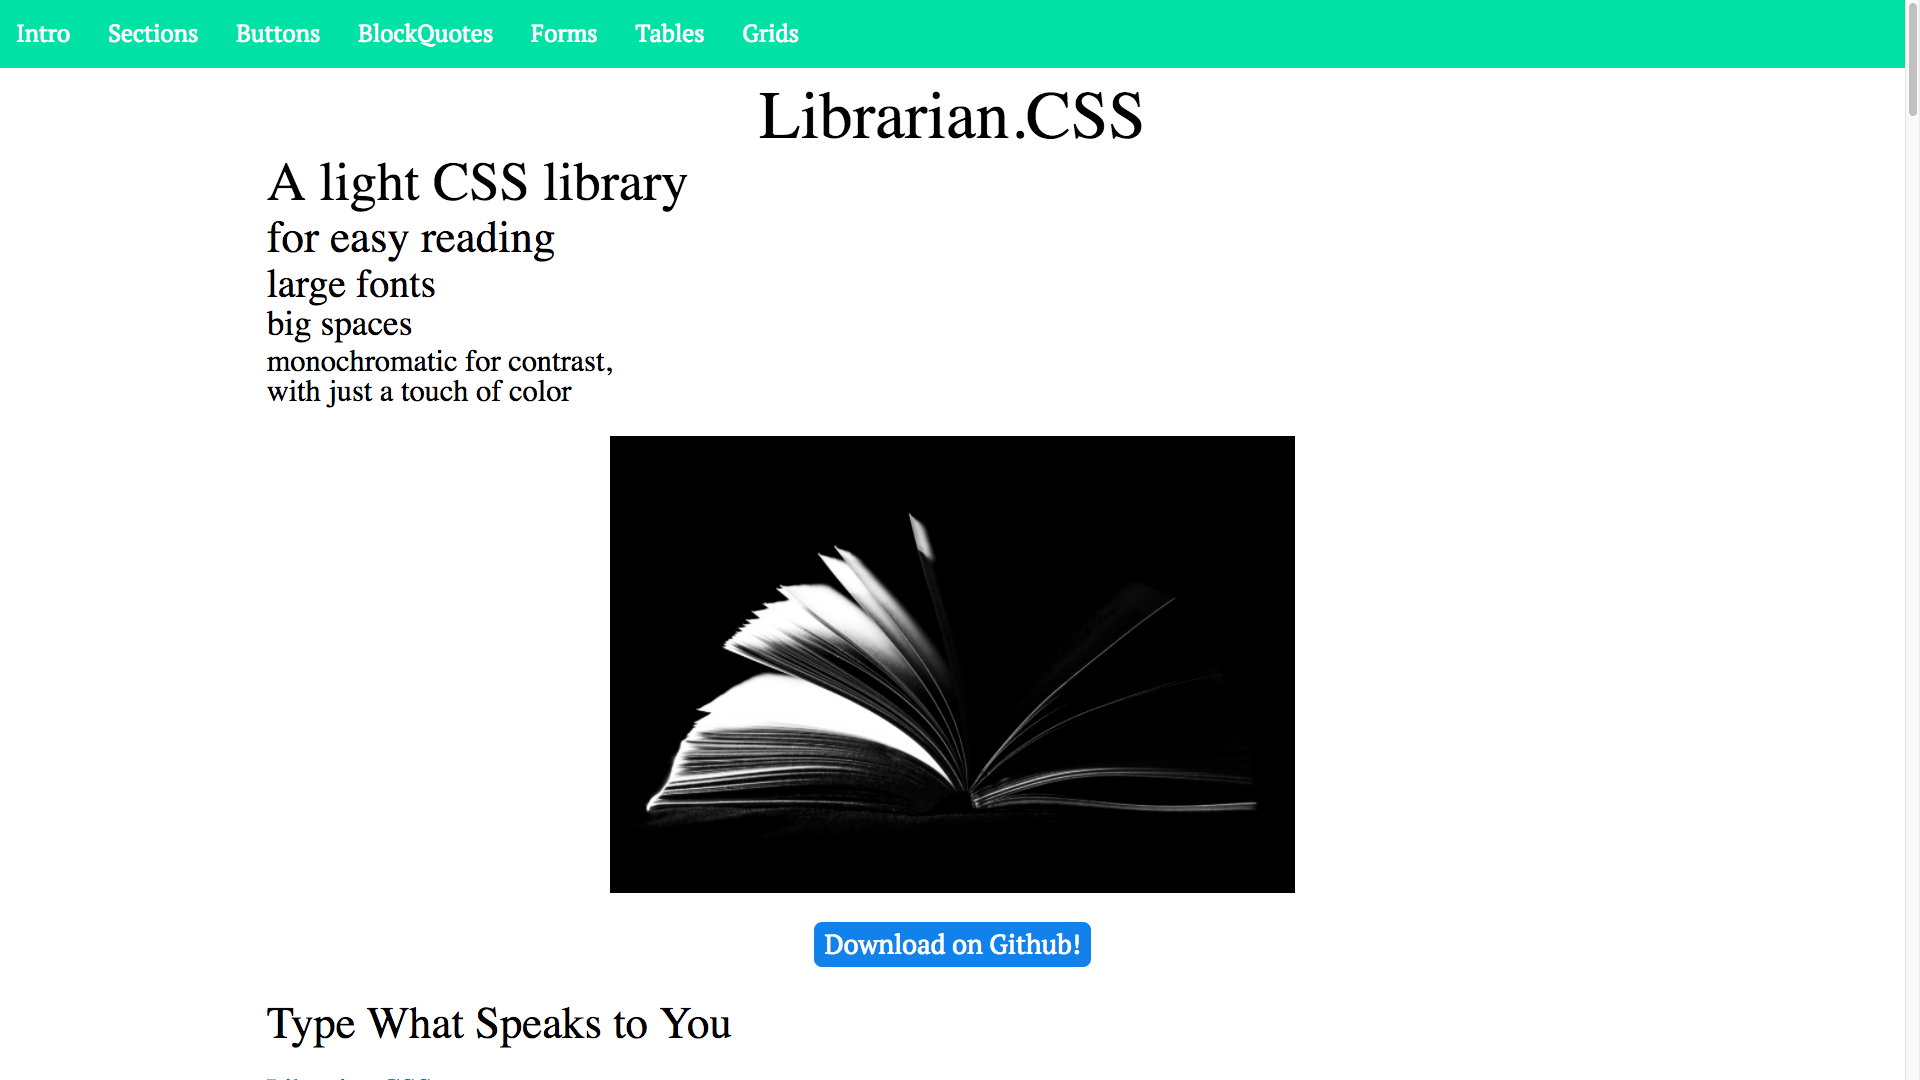 Intro Sections Buttons BlockQuotes Forms Tables Grids
Librarian.CSS
A light CSS library
for easy reading
large fonts
big spaces
monochromatic for contrast,
with just a touch of color
Download on Github!
Type What Speaks to You